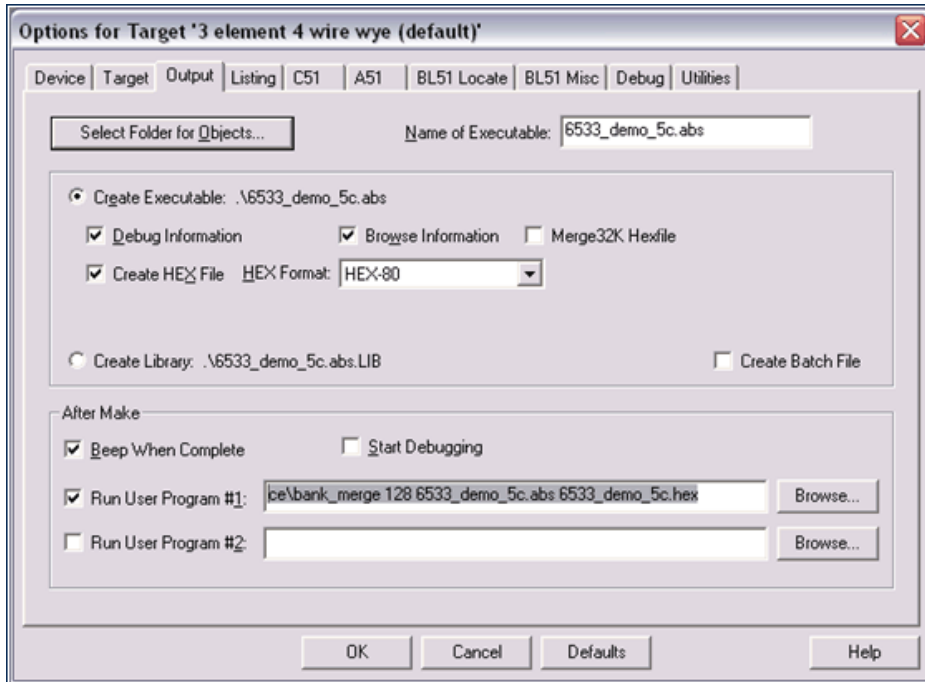 Options for Target '3 element 4 wire wye (default)'
Device Target Output Listing C51 A51 BL51 Locate BL51 Misc Debug Utilities
Select Folder for Objects... Name of Executable: 6533_demo_5c.abs
Create Executable: .\6533_demo_5c.abs
Debug Information Browse Information Merge32K Hexfile
Create HEX File HEX Format: HEX-80
Create Library: .\6533_demo_5c.abs.LIB Create Batch File
After Make
Beep When Complete Start Debugging
Run User Program #1: ce\bank_merge 128 6533_demo_5c.abs 6533_demo_5c.hex Browse...
Run User Program #2: Browse...
OK Cancel Defaults Help